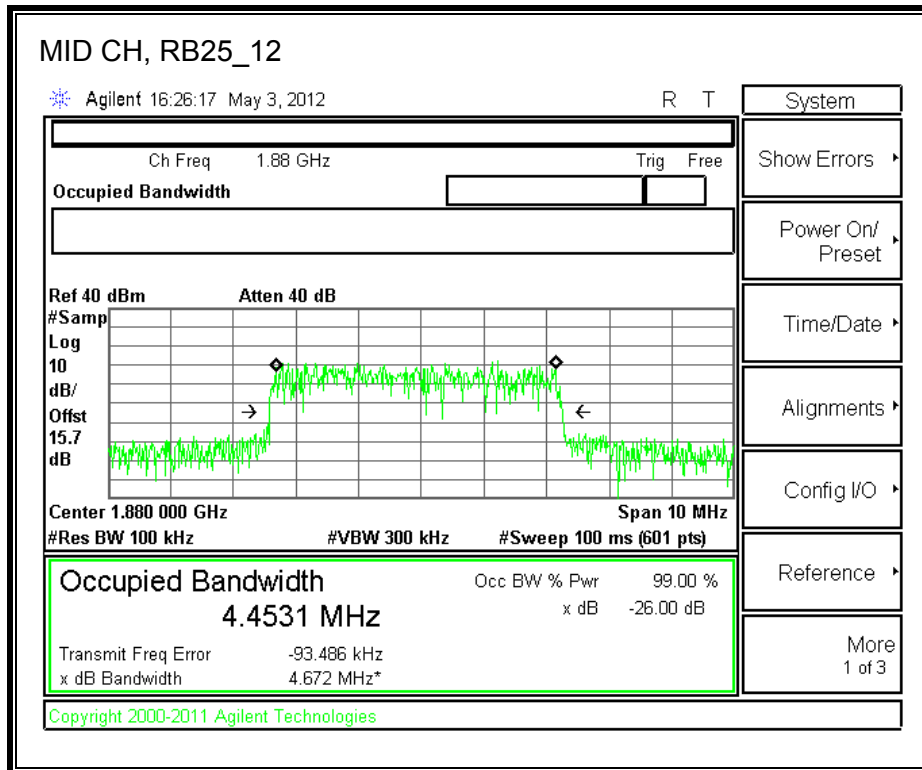 MID CH, RB25_12
Agilent 16:26:17 May 3, 2012 R T
System
Ch Freq 1.88 GHz Trig Free
Occupied Bandwidth
Show Errors
Power On/
Preset
Time/Date
Alignments
Config I/O
Reference
More
1 of 3
Ref 40 dBm Atten 40 dB
#Samp
Log
10
dB/
Offst
15.7
dB
Center 1.880 000 GHz Span 10 MHz
#Res BW 100 kHz #VBW 300 kHz #Sweep 100 ms (601 pts)
Occupied Bandwidth Occ BW % Pwr 99.00 %
4.4531 MHz x dB -26.00 dB
Transmit Freq Error -93.486 kHz
x dB Bandwidth 4.672 MHz*
Copyright 2000-2011 Agilent Technologies